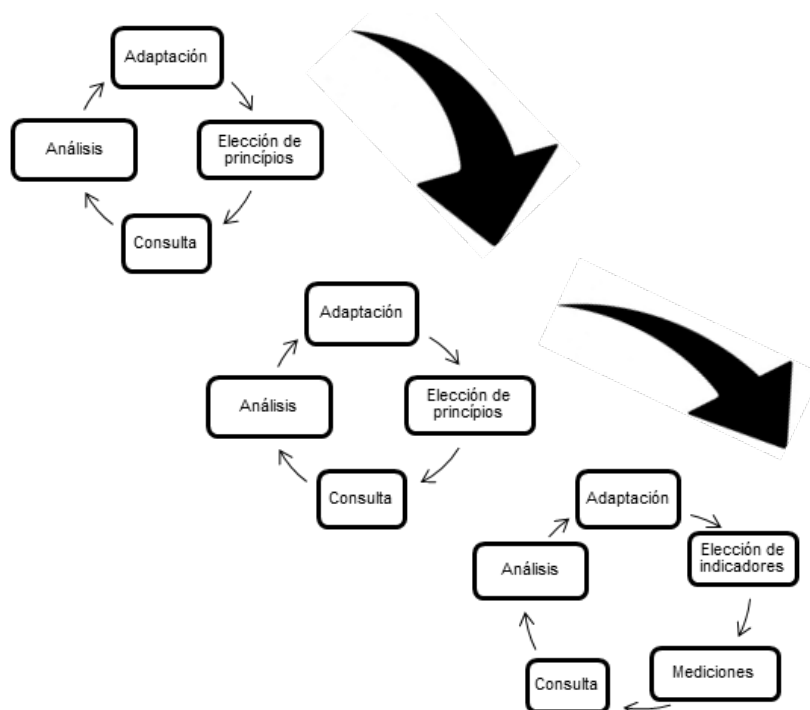 Adaptación
Elección de
princípios
Análisis
Consulta
Adaptación
Elección de
princípios
Análisis
Consulta
Adaptación
Elección de
indicadores
Análisis
Mediciones
Consulta